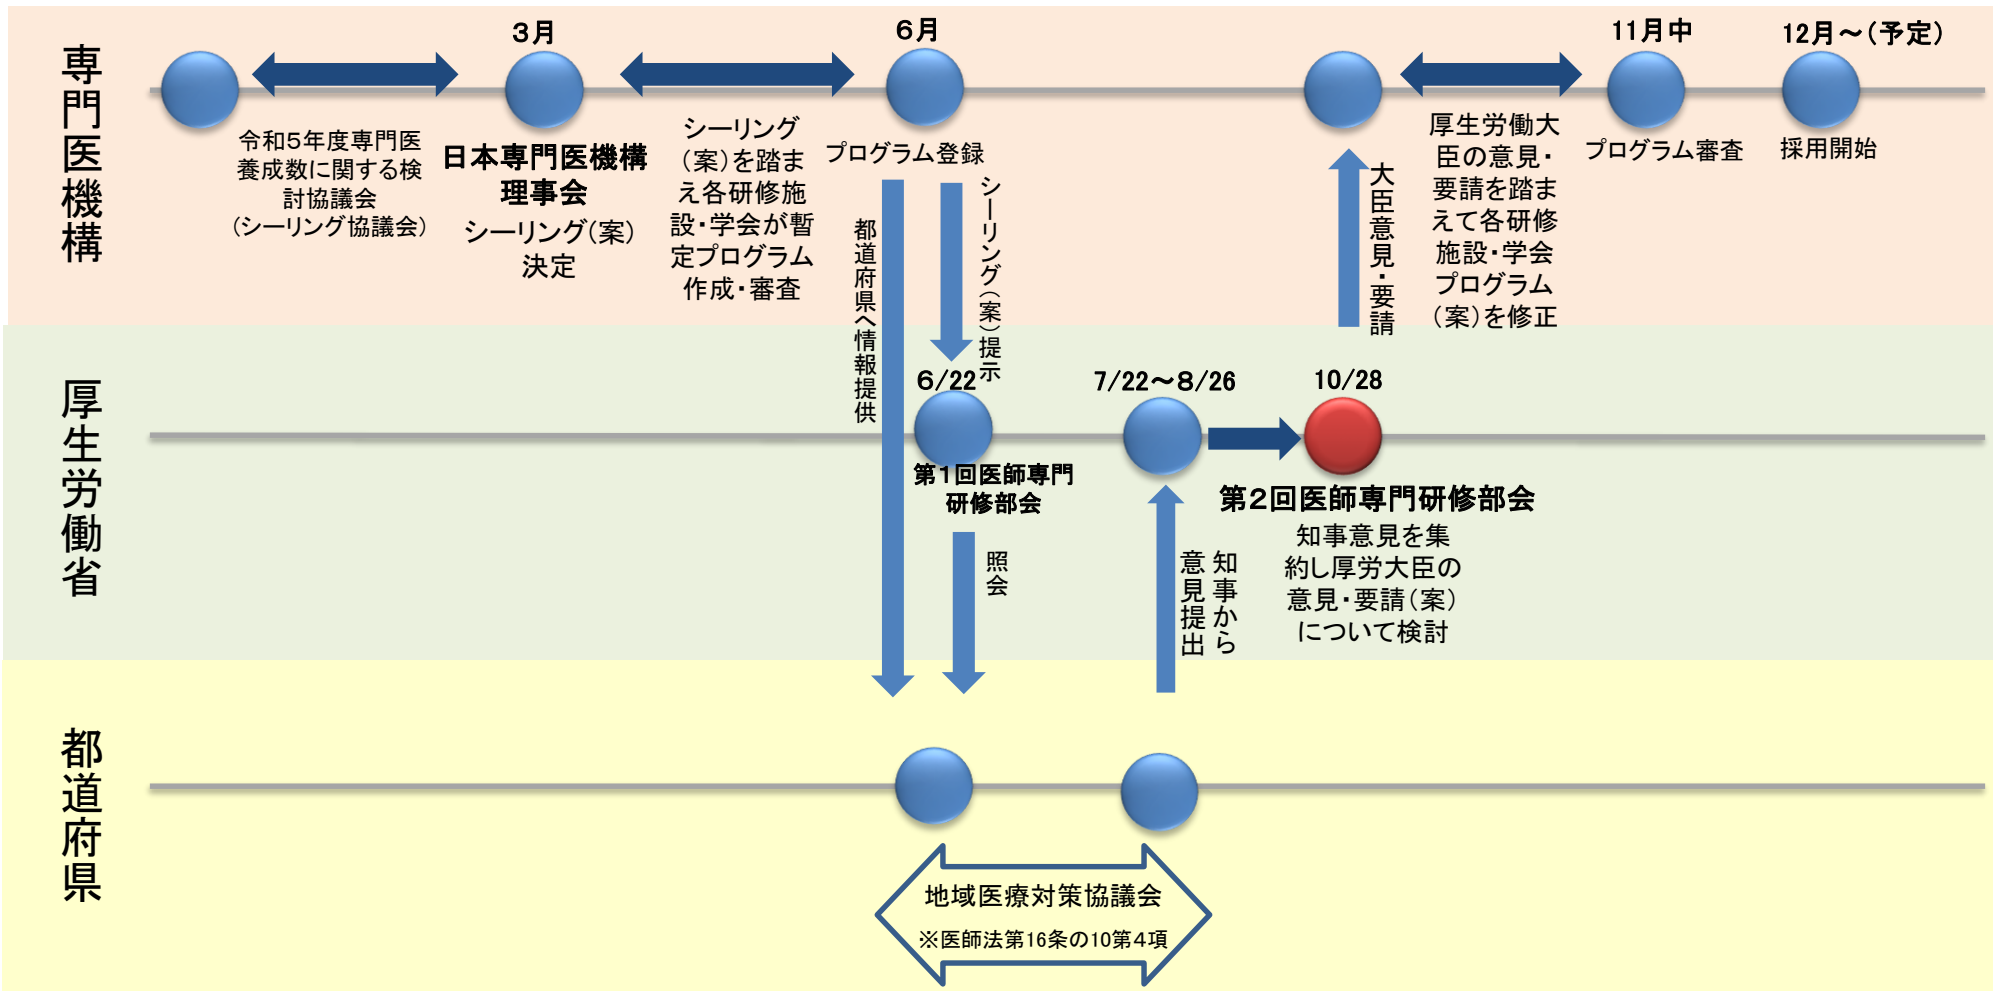 専門医機構
3月
6月
11月中
12月～(予定)
令和5年度専門医
養成数に関する検
討協議会
(シーリング協議会)
日本専門医機構
理事会
シーリング(案)
決定
シーリング
(案)を踏ま
え各研修施
設・学会が暫
定プログラム
作成・審査
プログラム登録
都道府県へ情報提供
シーリング(案)提示
大臣意見・要請
厚生労働大
臣の意見・
要請を踏ま
えて各研修
施設・学会
プログラム
(案)を修正
プログラム審査
採用開始
厚生労働省
6/22
7/22～8/26
10/28
第1回医師専門
研修部会
照会
知事から
意見提出
第2回医師専門研修部会
知事意見を集
約し厚労大臣の
意見・要請(案)
について検討
都道府県
地域医療対策協議会
※医師法第16条の10第4項